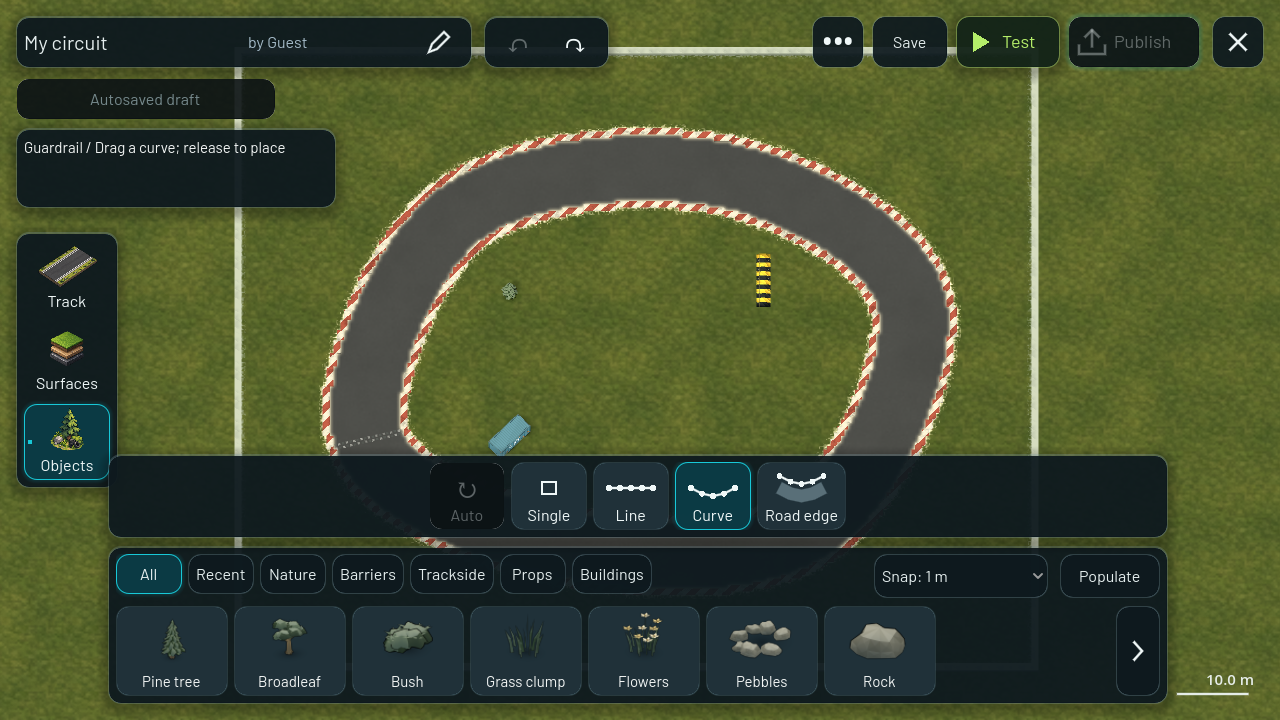 My circuit
by Guest
Save
Test
Publish
Autosaved draft
Guardrail / Drag a curve; release to place
Track
Surfaces
Objects
Auto
Single
Line
Curve
Road edge
All
Recent
Nature
Barriers
Trackside
Props
Buildings
Snap: 1 m
Populate
Pine tree
Broadleaf
Bush
Grass clump
Flowers
Pebbles
Rock
10.0 m